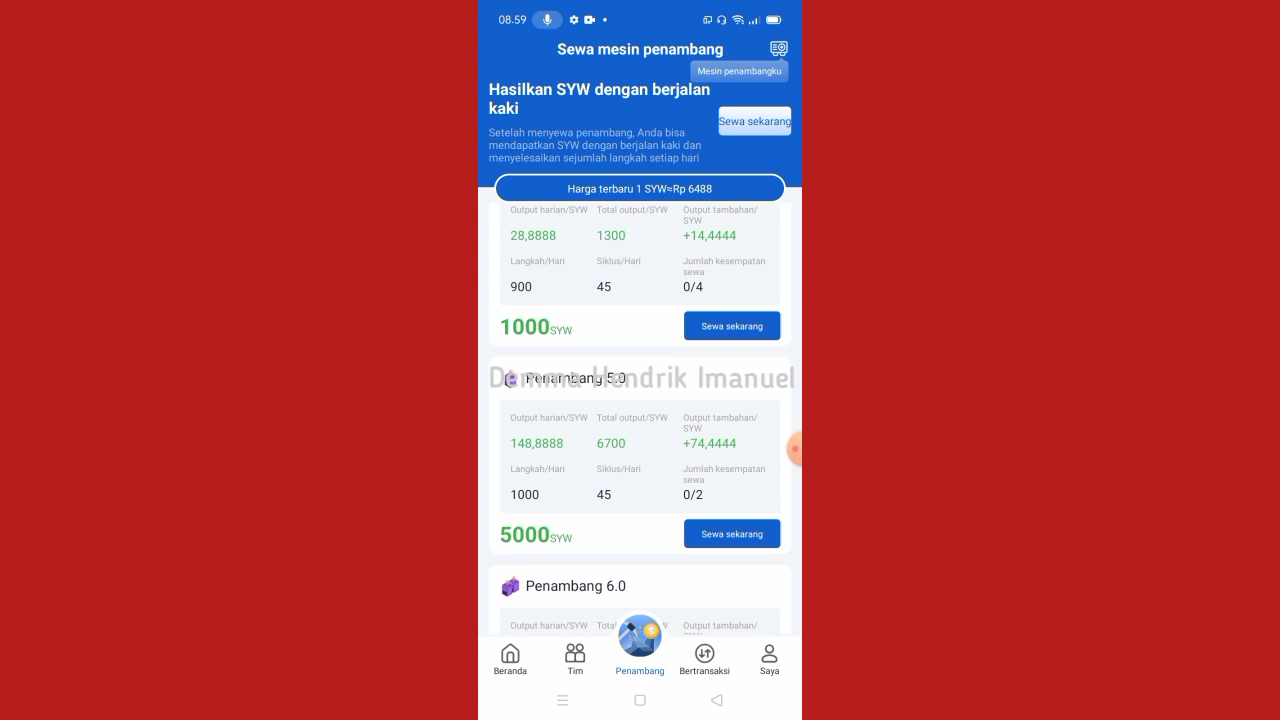 08.59
Sewa mesin penambang
Mesin penambangku
Hasilkan SYW dengan berjalan
kaki
Sewa sekarang
Setelah menyewa penambang, Anda bisa
mendapatkan SYW dengan berjalan kaki dan
menyelesaikan sejumlah langkah setiap hari
Harga terbaru 1 SYW≈Rp 6488
Output harian/SYW Total output/SYW Output tambahan/
SYW
28,8888 1300 +14,4444
Langkah/Hari Siklus/Hari Jumlah kesempatan
sewa
900 45 0/4
1000SYW Sewa sekarang
Penambang 5.0
Damma Hendrik Imanuel
Output harian/SYW Total output/SYW Output tambahan/
SYW
148,8888 6700 +74,4444
Langkah/Hari Siklus/Hari Jumlah kesempatan
sewa
1000 45 0/2
5000SYW Sewa sekarang
Penambang 6.0
Output harian/SYW Output tambahan/
Beranda Tim Penambang Bertransaksi Saya